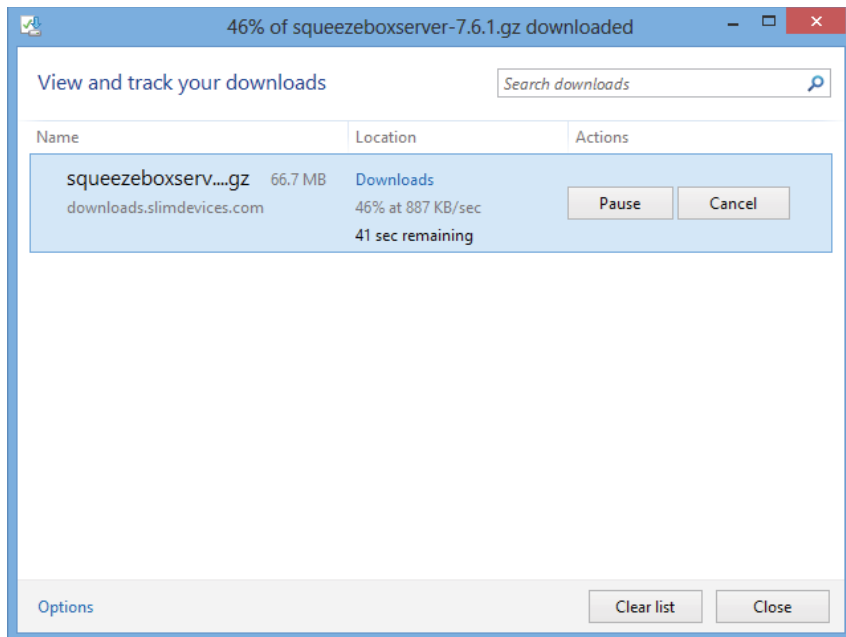 46% of squeezeboxserver-7.6.1.gz downloaded
View and track your downloads
Search downloads
Name Location Actions
squeezeboxserv....gz 66.7 MB Downloads
downloads.slimdevices.com 46% at 887 KB/sec Pause Cancel
41 sec remaining
Options Clear list Close